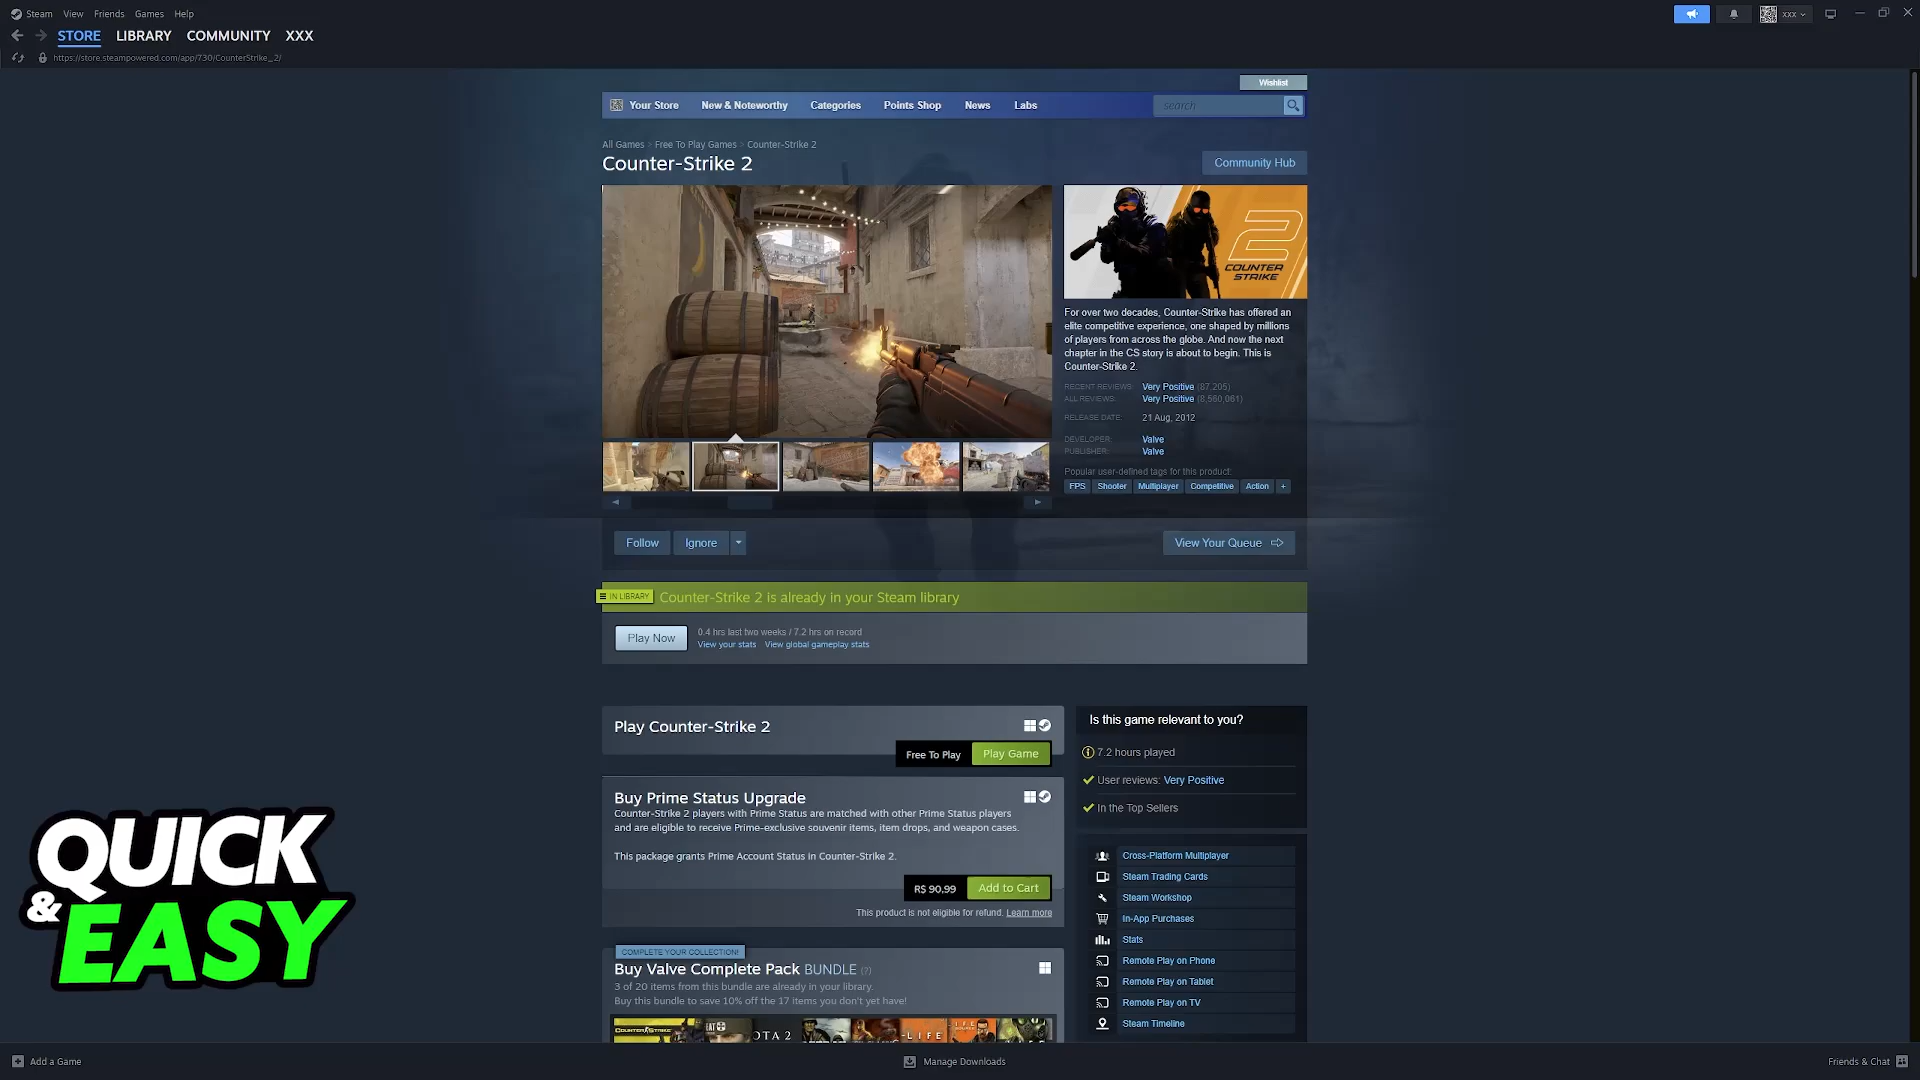 Steam View Friends Games Help
xxx
STORE LIBRARY COMMUNITY XXX
https://store.steampowered.com/app/730/CounterStrike_2/
Wishlist
Your Store New & Noteworthy Categories Points Shop News Labs
search
All Games > Free To Play Games > Counter-Strike 2
Counter-Strike 2
Community Hub
2
COUNTER
STRIKE
For over two decades, Counter-Strike has offered an
elite competitive experience, one shaped by millions
of players from across the globe. And now the next
chapter in the CS story is about to begin. This is
Counter-Strike 2.
RECENT REVIEWS: Very Positive (87,205)
ALL REVIEWS: Very Positive (8,560,061)
RELEASE DATE: 21 Aug, 2012
DEVELOPER: Valve
PUBLISHER: Valve
Popular user-defined tags for this product:
FPS Shooter Multiplayer Competitive Action +
Follow Ignore
View Your Queue
IN LIBRARY Counter-Strike 2 is already in your Steam library
Play Now
0.4 hrs last two weeks / 7.2 hrs on record
View your stats View global gameplay stats
Play Counter-Strike 2
Free To Play Play Game
Buy Prime Status Upgrade
Counter-Strike 2 players with Prime Status are matched with other Prime Status players
and are eligible to receive Prime-exclusive souvenir items, item drops, and weapon cases.
This package grants Prime Account Status in Counter-Strike 2.
R$ 90,99 Add to Cart
This product is not eligible for refund. Learn more
COMPLETE YOUR COLLECTION!
Buy Valve Complete Pack BUNDLE (?)
3 of 20 items from this bundle are already in your library.
Buy this bundle to save 10% off the 17 items you don't yet have!
Is this game relevant to you?
7.2 hours played
User reviews: Very Positive
In the Top Sellers
Cross-Platform Multiplayer
Steam Trading Cards
Steam Workshop
In-App Purchases
Stats
Remote Play on Phone
Remote Play on Tablet
Remote Play on TV
Steam Timeline
QUICK
& EASY
Add a Game
Manage Downloads
Friends & Chat